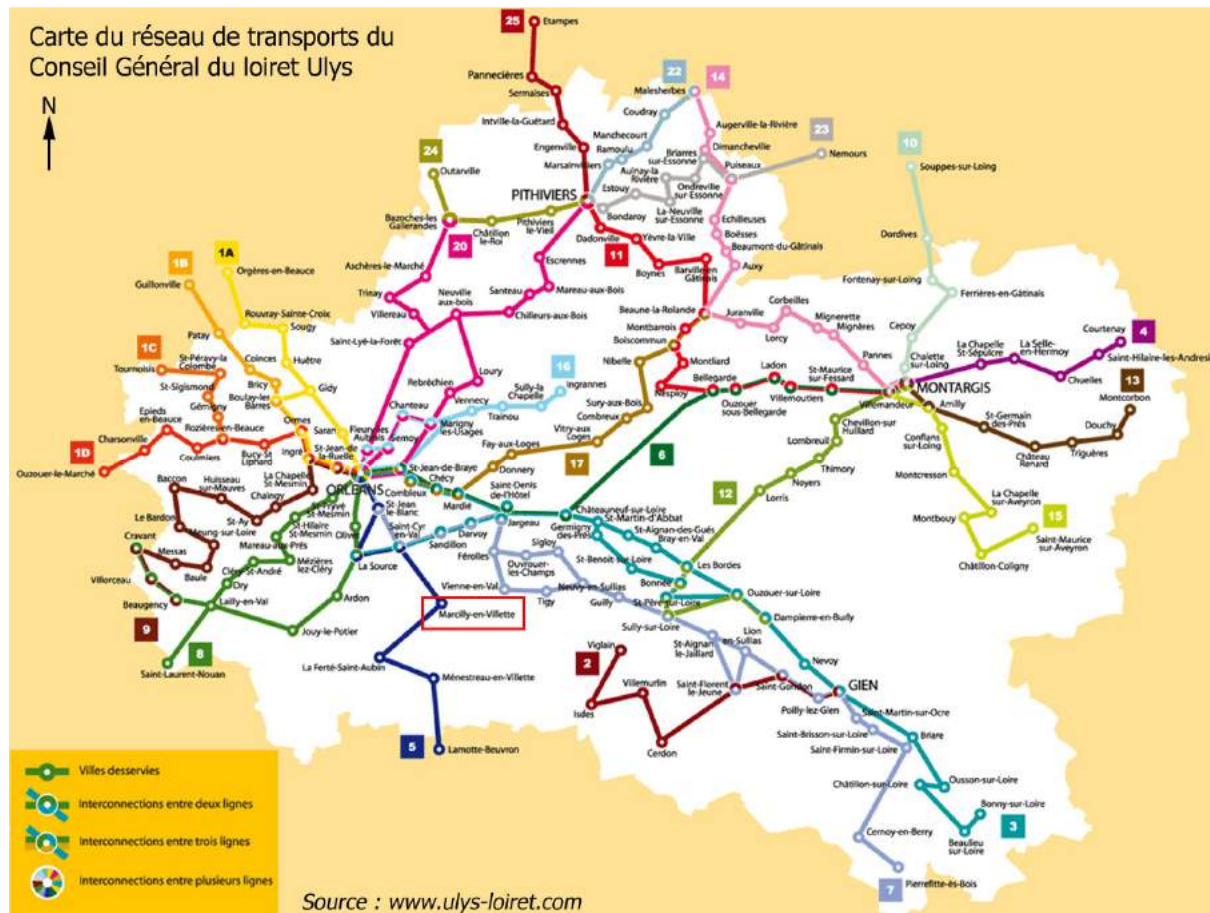 Carte du réseau de transports du
Conseil Général du loiret Ulys
N
25
Etampes
Pannecières
Sermaises
Intville-la-Guétard
Engenville
22
14
Malesherbes
Coudray
Manchecourt
Ramoulu
Marsainvilliers
Augerville-la-Rivière
Dimancheville
Briarres
sur-Essonne
Puiseaux
23
Nemours
Aulnay-la
Rivière
Ondreville
sur-Essonne
Estouy
La-Neuville
sur-Essonne
Bondaroy
10
Souppes-sur-Loing
Dordives
Fontenay-sur-Loing
Ferrières-en-Gâtinais
Cepoy
Chalette
sur-Loing
24
Outarville
PITHIVIERS
Bazoches-les
Gallerandes
Châtillon
le-Roi
Pithiviers
le-Vieil
20
Dadonville
Yèvre-la-Ville
11
Boynes
Barville-en
Gâtinais
Echilleuses
Boësses
Beaumont-du-Gâtinais
Auxy
Aschères-le-Marché
Escrennes
Mareau-aux-Bois
Santeau
Chilleurs-aux-Bois
Neuville
aux-bois
Trinay
Villereau
Saint-Lyé-la-Forêt
Loury
Rebréchien
1A
Orgères-en-Beauce
1B
Guillonville
Rouvray-Sainte-Croix
Sougy
Patay
Huêtre
Coinces
Bricy
Gidy
Boulay-les
Barres
1C
Tournoisis
St-Péravy-la
Colombé
St-Sigismond
Gémigny
Rozières-en-Beauce
Ormes
Saran
Epieds
en-Beauce
Charsonville
1D
Ouzouer-le-Marché
Coulmiers
Bucy-St
Liphard
Ingré
Fleury-les
Aubrais
Semoy
St-Jean-de
la-Ruelle
Chanteau
Marigny
les-Usages
Vennecy
Trainou
Sully-la
Chapelle
16
Ingrannes
Beaune-la-Rolande
Juranville
Lorcy
Corbeilles
Mignerette
Mignères
Pannes
Montbarrois
Boiscommun
Nibelle
Montliard
Nesploy
Bellegarde
Ouzouer
sous-Bellegarde
Ladon
Villemoutiers
St-Maurice
sur-Fessard
MONTARGIS
Villemandeur
Amilly
La Chapelle
St-Sépulcre
La Selle-
en-Hermoy
Courtenay
4
Saint-Hilaire-les-Andresis
Chuelles
13
Montcorbon
St-Germain
des-Prés
Douchy
Château
Renard
Triguères
Chevillon-sur
Huillard
Conflans
sur-Loing
Lombreuil
Thimory
Noyers
Lorris
12
Montcresson
La Chapelle
sur-Aveyron
Montbouy
15
Saint-Maurice
sur-Aveyron
Châtillon-Coligny
Sury-aux-Bois
Combreux
Vitry-aux
Loges
Fay-aux-Loges
Donnery
17
6
ORLEANS
St-Jean-de-Braye
Chécy
Combleux
Mardié
Saint-Denis
de-l'Hôtel
La Chapelle
St-Mesmin
Chaingy
Huisseau
sur-Mauves
Baccon
St-Ay
Le Bardon
Meung-sur-Loire
Cravant
Messas
Baule
Villorceau
Beaugency
9
8
Saint-Laurent-Nouan
St-Pryvé
St-Mesmin
St-Hilaire
St-Mesmin
Olivet
Mareau-aux-Prés
Mézières
lez-Cléry
Cléry-St-André
Dry
Lailly-en-Val
Jouy-le-Potier
Ardon
La Source
St-Jean
le-Blanc
Saint-Cyr
en-Val
Sandillon
Darvoy
Jargeau
Férolles
Ouvrouer-
les-Champs
Sigloy
Vienne-en-Val
Tigy
Neuvy-en-Sullias
Guilly
Marcilly-en-Villette
La Ferté-Saint-Aubin
Ménestreau-en-Villette
5
Lamotte-Beuvron
Châteauneuf-sur-Loire
Germigny
des-Prés
St-Martin-d'Abbat
St-Aignan-des-Gués
Bray-en-Val
St-Benoit-sur-Loire
Bonnée
Les Bordes
St-Père-sur-Loire
Ouzouer-sur-Loire
Sully-sur-Loire
Dampierre-en-Bully
St-Aignan
le-Jaillard
Lion
en-Sullias
Nevoy
GIEN
2
Viglain
Villemurlin
Isdes
Cerdon
Saint-Florent
le-Jeune
Saint-Gondon
Poilly-lez-Gien
Saint-Martin-sur-Ocre
Saint-Brisson-sur-Loire
Saint-Firmin-sur-Loire
Briare
Châtillon-sur-Loire
Ousson-sur-Loire
Bonny-sur-Loire
Beaulieu
sur-Loire
3
Cernoy-en-Berry
Pierrefitte-ès-Bois
7
Villes desservies
Interconnections entre deux lignes
Interconnections entre trois lignes
Interconnections entre plusieurs lignes
Source : www.ulys-loiret.com